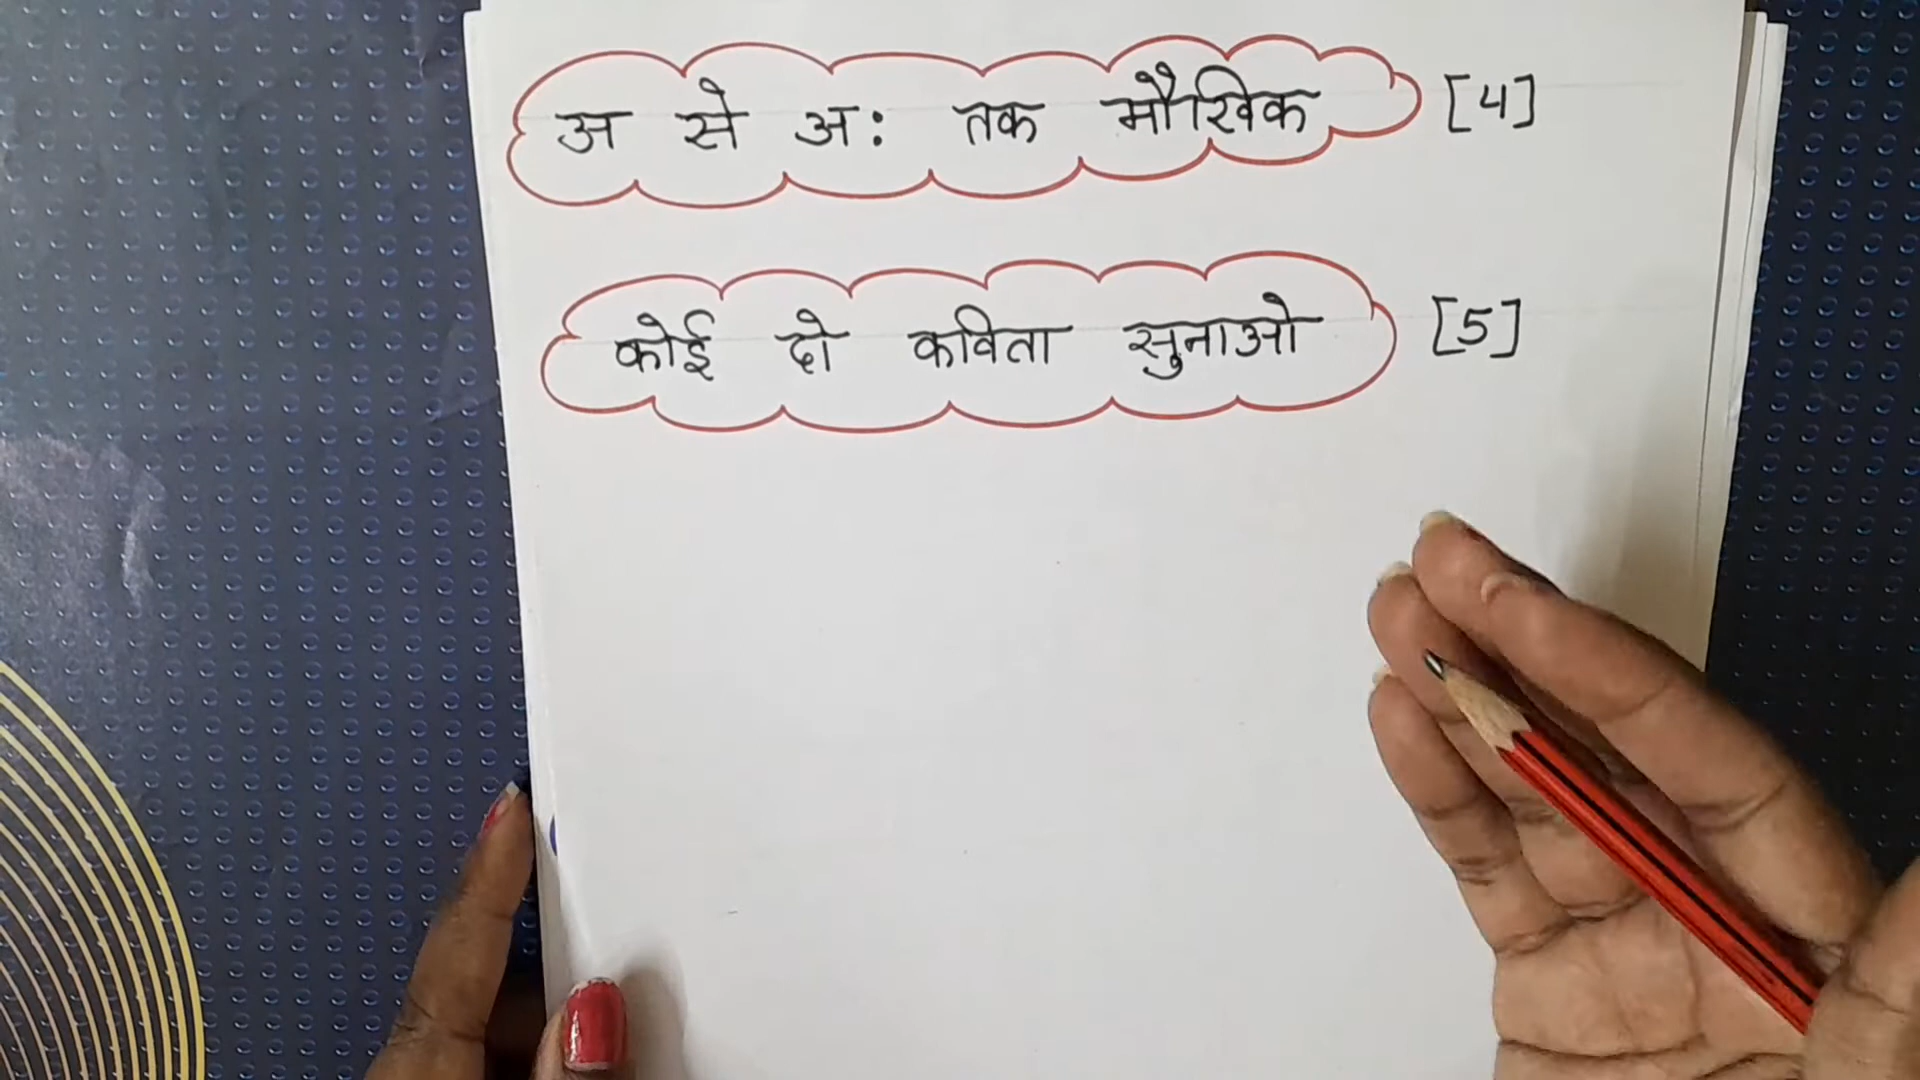 अ से अः तक मौखिक [4]
कोई दो कविता सुनाओ [5]